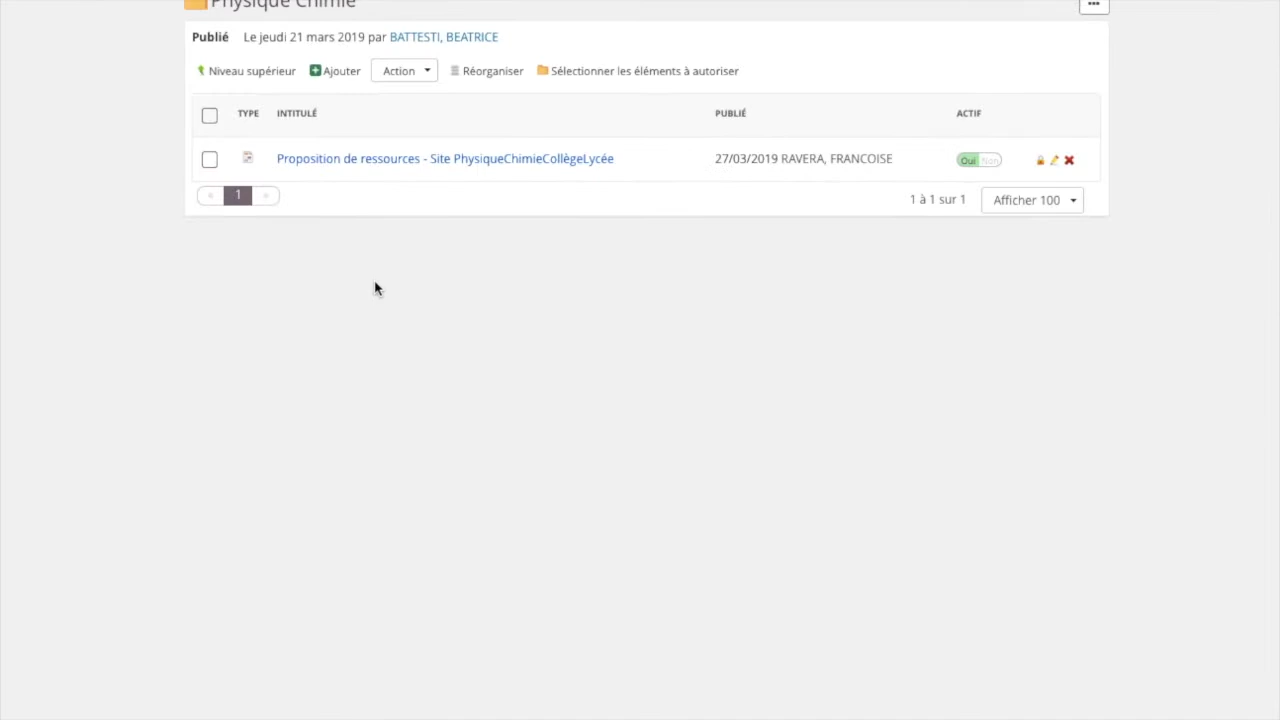 Physique Chimie
...
Publié Le jeudi 21 mars 2019 par BATTESTI, BEATRICE
Niveau supérieur Ajouter Action Réorganiser Sélectionner les éléments à autoriser
TYPE INTITULÉ PUBLIÉ ACTIF
Proposition de ressources - Site PhysiqueChimieCollègeLycée 27/03/2019 RAVERA, FRANCOISE Oui Non
« 1 » 1 à 1 sur 1 Afficher 100